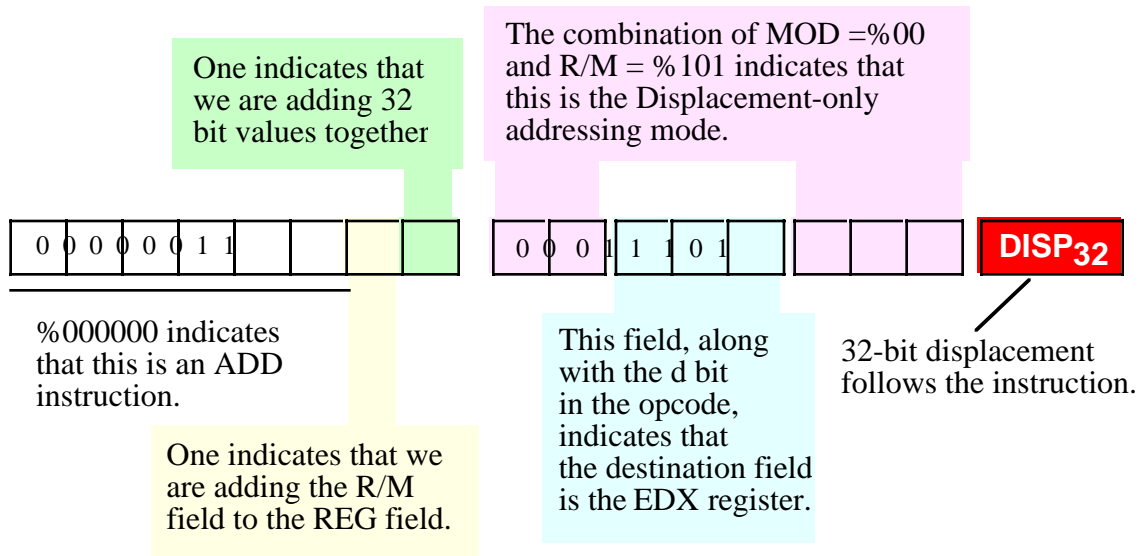 One indicates that
we are adding 32
bit values together
The combination of MOD =%00
and R/M = %101 indicates that
this is the Displacement-only
addressing mode.
0 0 0 0 0 0 1 1
0 0 0 1 1 1 0 1
DISP32
%000000 indicates
that this is an ADD
instruction.
One indicates that we
are adding the R/M
field to the REG field.
This field, along
with the d bit
in the opcode,
indicates that
the destination field
is the EDX register.
32-bit displacement
follows the instruction.